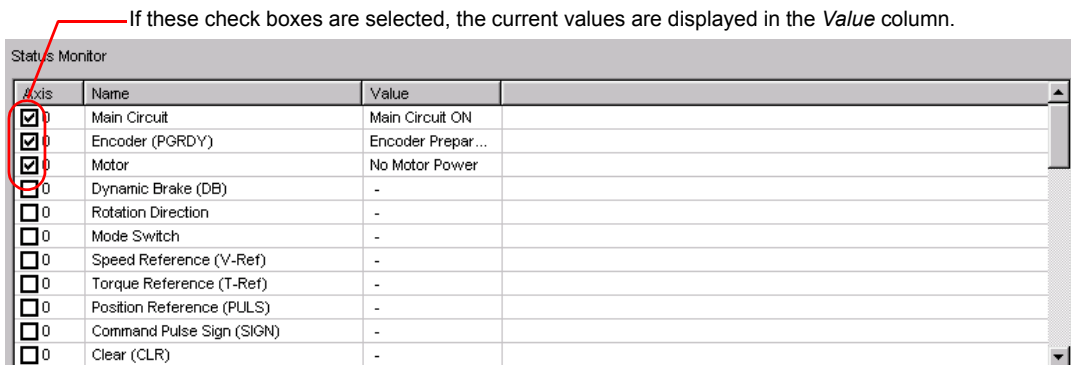 If these check boxes are selected, the current values are displayed in the Value column.
Status Monitor
Axis Name Value
0 Main Circuit Main Circuit ON
0 Encoder (PGRDY) Encoder Prepar...
0 Motor No Motor Power
0 Dynamic Brake (DB) -
0 Rotation Direction -
0 Mode Switch -
0 Speed Reference (V-Ref) -
0 Torque Reference (T-Ref) -
0 Position Reference (PULS) -
0 Command Pulse Sign (SIGN) -
0 Clear (CLR) -